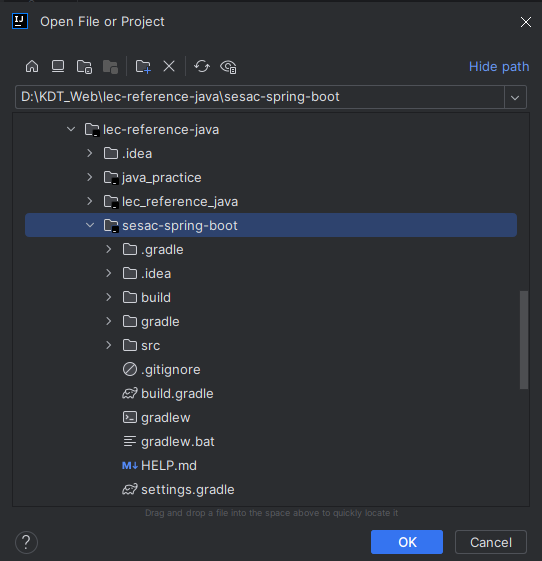 IJ Open File or Project
Hide path
D:\KDT_Web\lec-reference-java\sesac-spring-boot
lec-reference-java
.idea
java_practice
lec_reference_java
sesac-spring-boot
.gradle
.idea
build
gradle
src
.gitignore
build.gradle
gradlew
gradlew.bat
M↓ HELP.md
settings.gradle
Drag and drop a file into the space above to quickly locate it
? OK Cancel